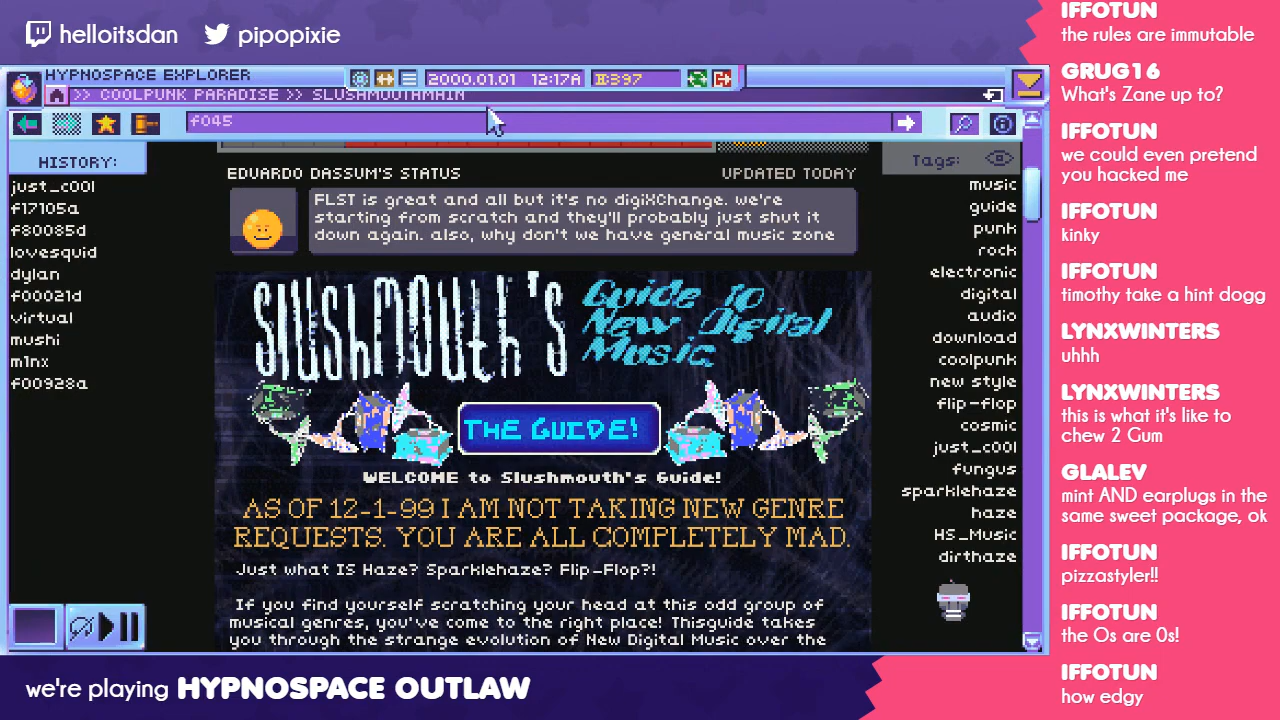 helloitsdan pipopixie
HYPNOSPACE EXPLORER
2000.01.01 12:17A
397
>> COOLPUNK PARADISE >> SLUSHMOUTHMAIN
f045
HISTORY:
just_c00l
f17105a
f80085d
lovesquid
dylan
f00021d
virtual
mushi
m1nx
f00928a
EDUARDO DASSUM'S STATUS
UPDATED TODAY
FLST is great and all but it's no digiXChange. we're
starting from scratch and they'll probably just shut it
down again. also, why don't we have general music zone
SLUSHMOUTH'S
Guide to
New Digital
Music
THE GUIDE!
WELCOME to Slushmouth's Guide!
AS OF 12-1-99 I AM NOT TAKING NEW GENRE
REQUESTS. YOU ARE ALL COMPLETELY MAD.
Just what IS Haze? Sparklehaze? Flip-Flop?!
If you find yourself scratching your head at this odd group of
musical genres, you've come to the right place! Thisguide takes
you through the strange evolution of New Digital Music over the
Tags:
music
guide
punk
rock
electronic
digital
audio
download
coolpunk
new style
flip-flop
cosmic
just_c00l
fungus
sparklehaze
haze
HS_Music
dirthaze
IFFOTUN
the rules are immutable
GRUG16
What's Zane up to?
IFFOTUN
we could even pretend
you hacked me
IFFOTUN
kinky
IFFOTUN
timothy take a hint dogg
LYNXWINTERS
uhhh
LYNXWINTERS
this is what it's like to
chew 2 Gum
GLALEV
mint AND earplugs in the
same sweet package, ok
IFFOTUN
pizzastyler!!
IFFOTUN
the Os are 0s!
IFFOTUN
how edgy
we're playing HYPNOSPACE OUTLAW